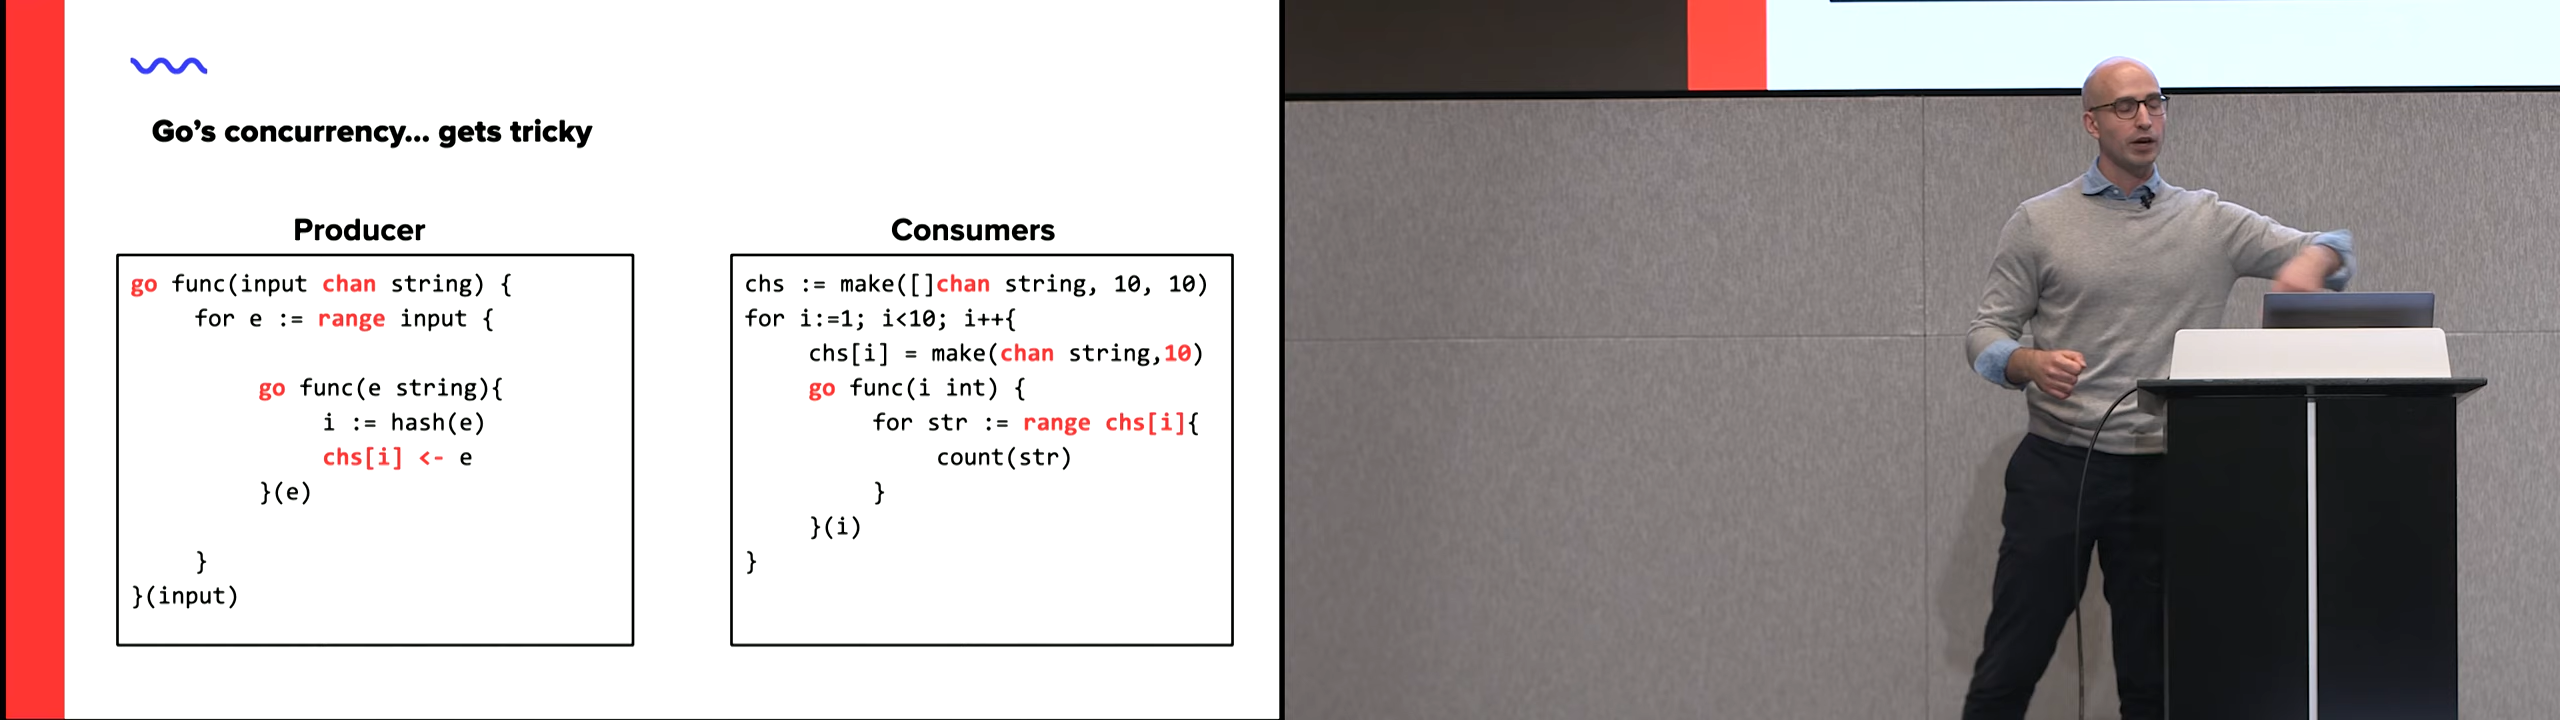 Go's concurrency... gets tricky
Producer
go func(input chan string) {
for e := range input {
go func(e string){
i := hash(e)
chs[i] <- e
}(e)
}
}(input)
Consumers
chs := make([]chan string, 10, 10)
for i:=1; i<10; i++{
chs[i] = make(chan string,10)
go func(i int) {
for str := range chs[i]{
count(str)
}
}(i)
}